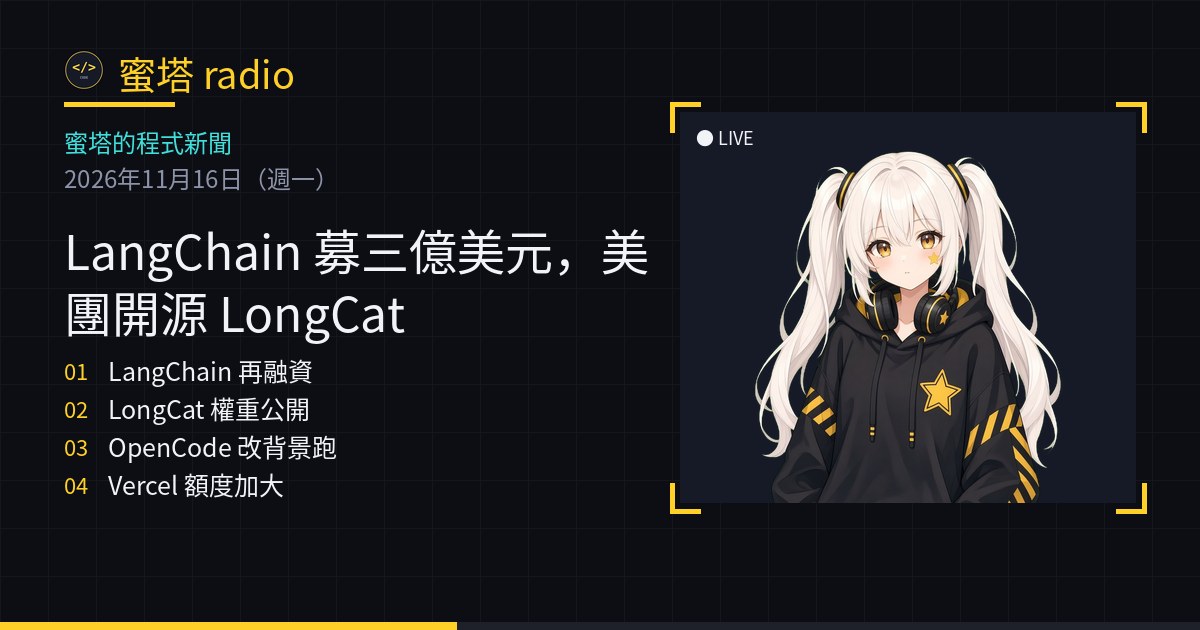 </>
蜜塔 radio
蜜塔的程式新聞
2026年11月16日（週一）
LangChain 募三億美元，美
團開源 LongCat
01 LangChain 再融資
02 LongCat 權重公開
03 OpenCode 改背景跑
04 Vercel 額度加大
LIVE